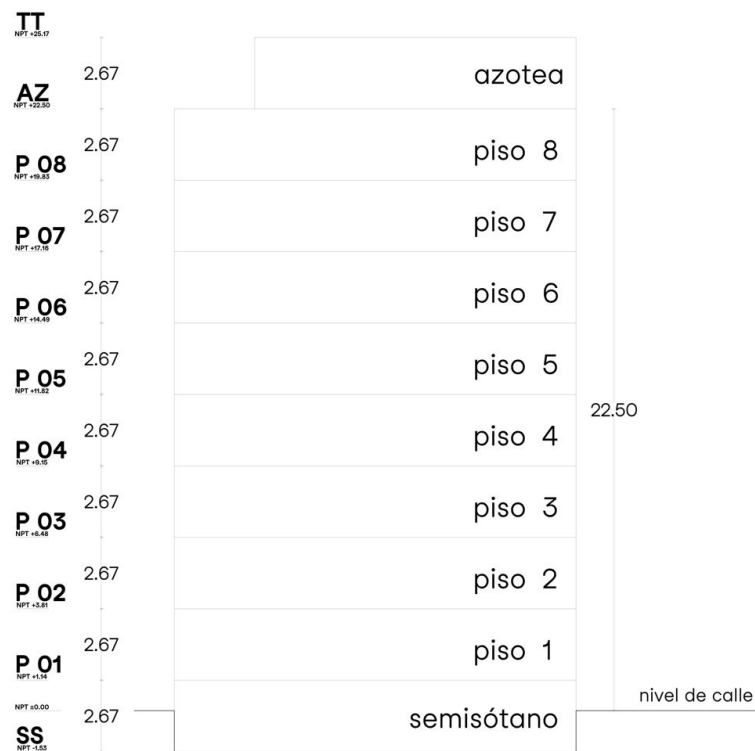 TT
NPT +25.17
2.67
azotea
AZ
NPT +22.50
2.67
piso 8
P 08
NPT +19.83
2.67
piso 7
P 07
NPT +17.16
2.67
piso 6
P 06
NPT +14.49
2.67
piso 5
P 05
NPT +11.82
22.50
2.67
piso 4
P 04
NPT +9.15
2.67
piso 3
P 03
NPT +6.48
2.67
piso 2
P 02
NPT +3.81
2.67
piso 1
P 01
NPT +1.14
nivel de calle
NPT ±0.00
2.67
semisótano
SS
NPT -1.53